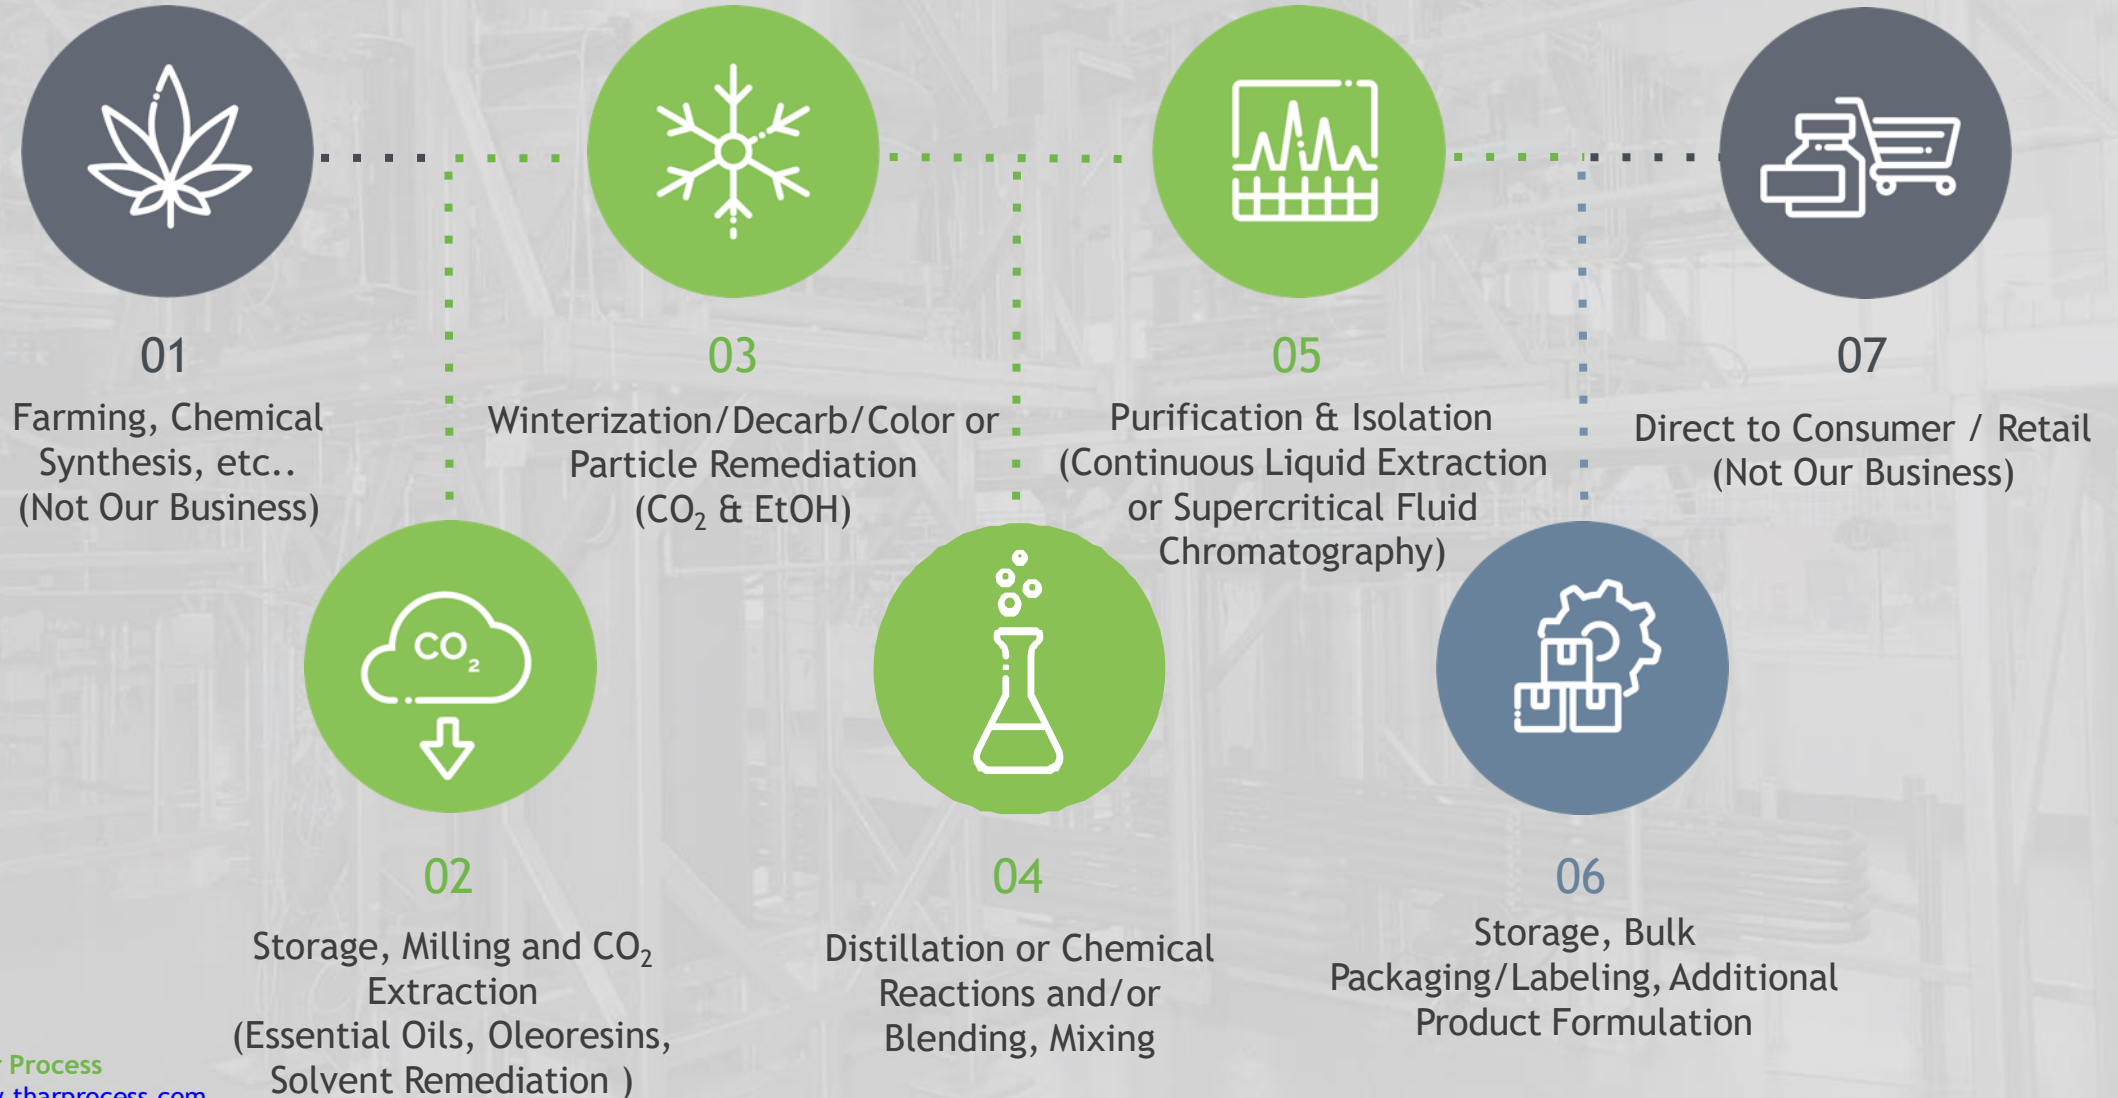 01
Farming, Chemical
Synthesis, etc..
(Not Our Business)
CO₂
02
Storage, Milling and CO₂
Extraction
(Essential Oils, Oleoresins,
Solvent Remediation )
03
Winterization/Decarb/Color or
Particle Remediation
(CO₂ & EtOH)
04
Distillation or Chemical
Reactions and/or
Blending, Mixing
05
Purification & Isolation
(Continuous Liquid Extraction
or Supercritical Fluid
Chromatography)
06
Storage, Bulk
Packaging/Labeling, Additional
Product Formulation
07
Direct to Consumer / Retail
(Not Our Business)
Process
tharprocess.com